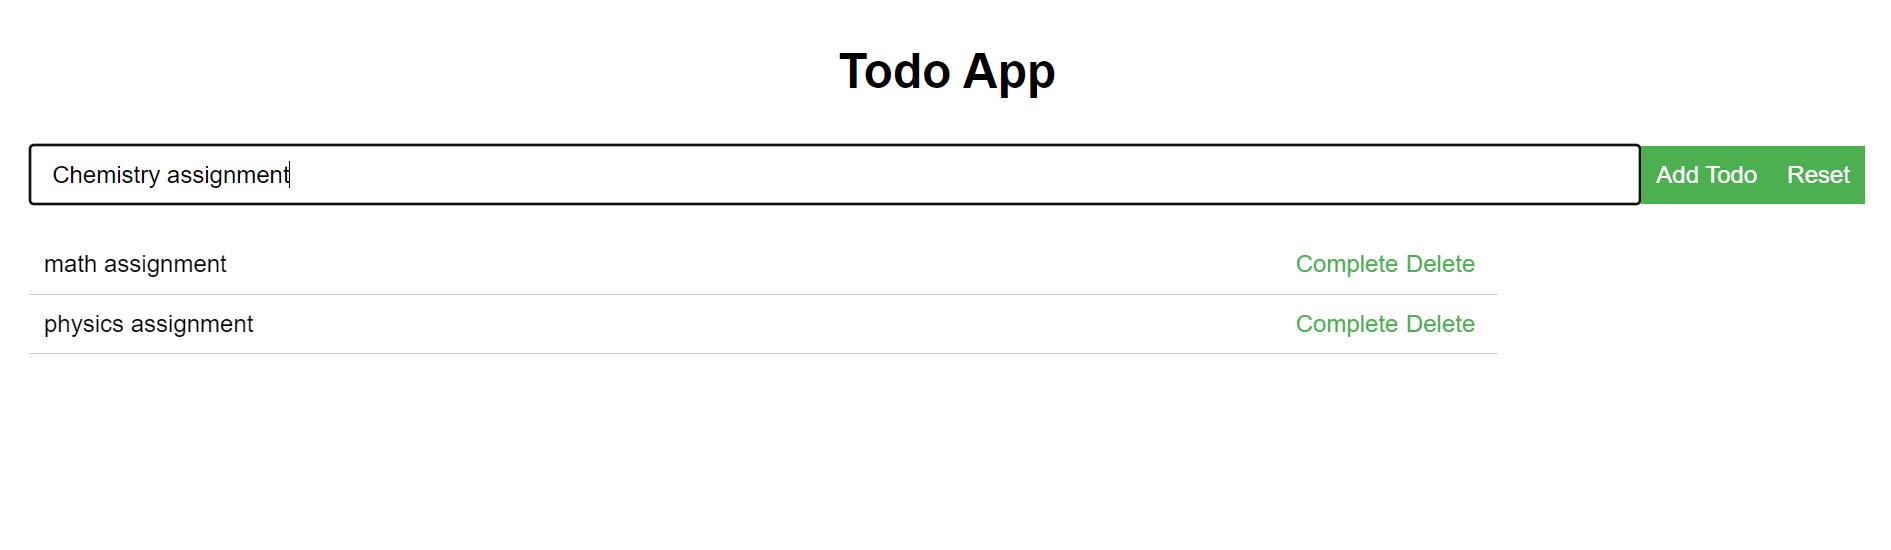 Todo App
Chemistry assignment Add Todo Reset
math assignment Complete Delete
physics assignment Complete Delete